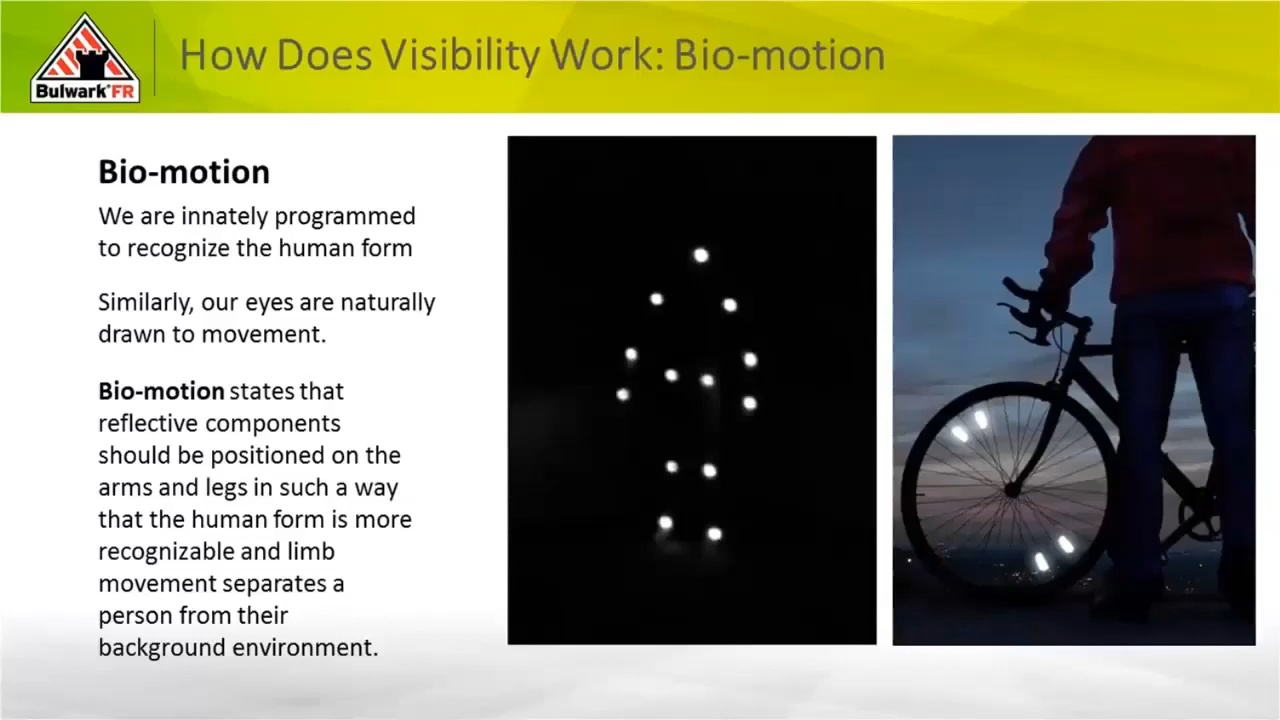 Bulwark®FR
How Does Visibility Work: Bio-motion
Bio-motion
We are innately programmed
to recognize the human form
Similarly, our eyes are naturally
drawn to movement.
Bio-motion states that
reflective components
should be positioned on the
arms and legs in such a way
that the human form is more
recognizable and limb
movement separates a
person from their
background environment.